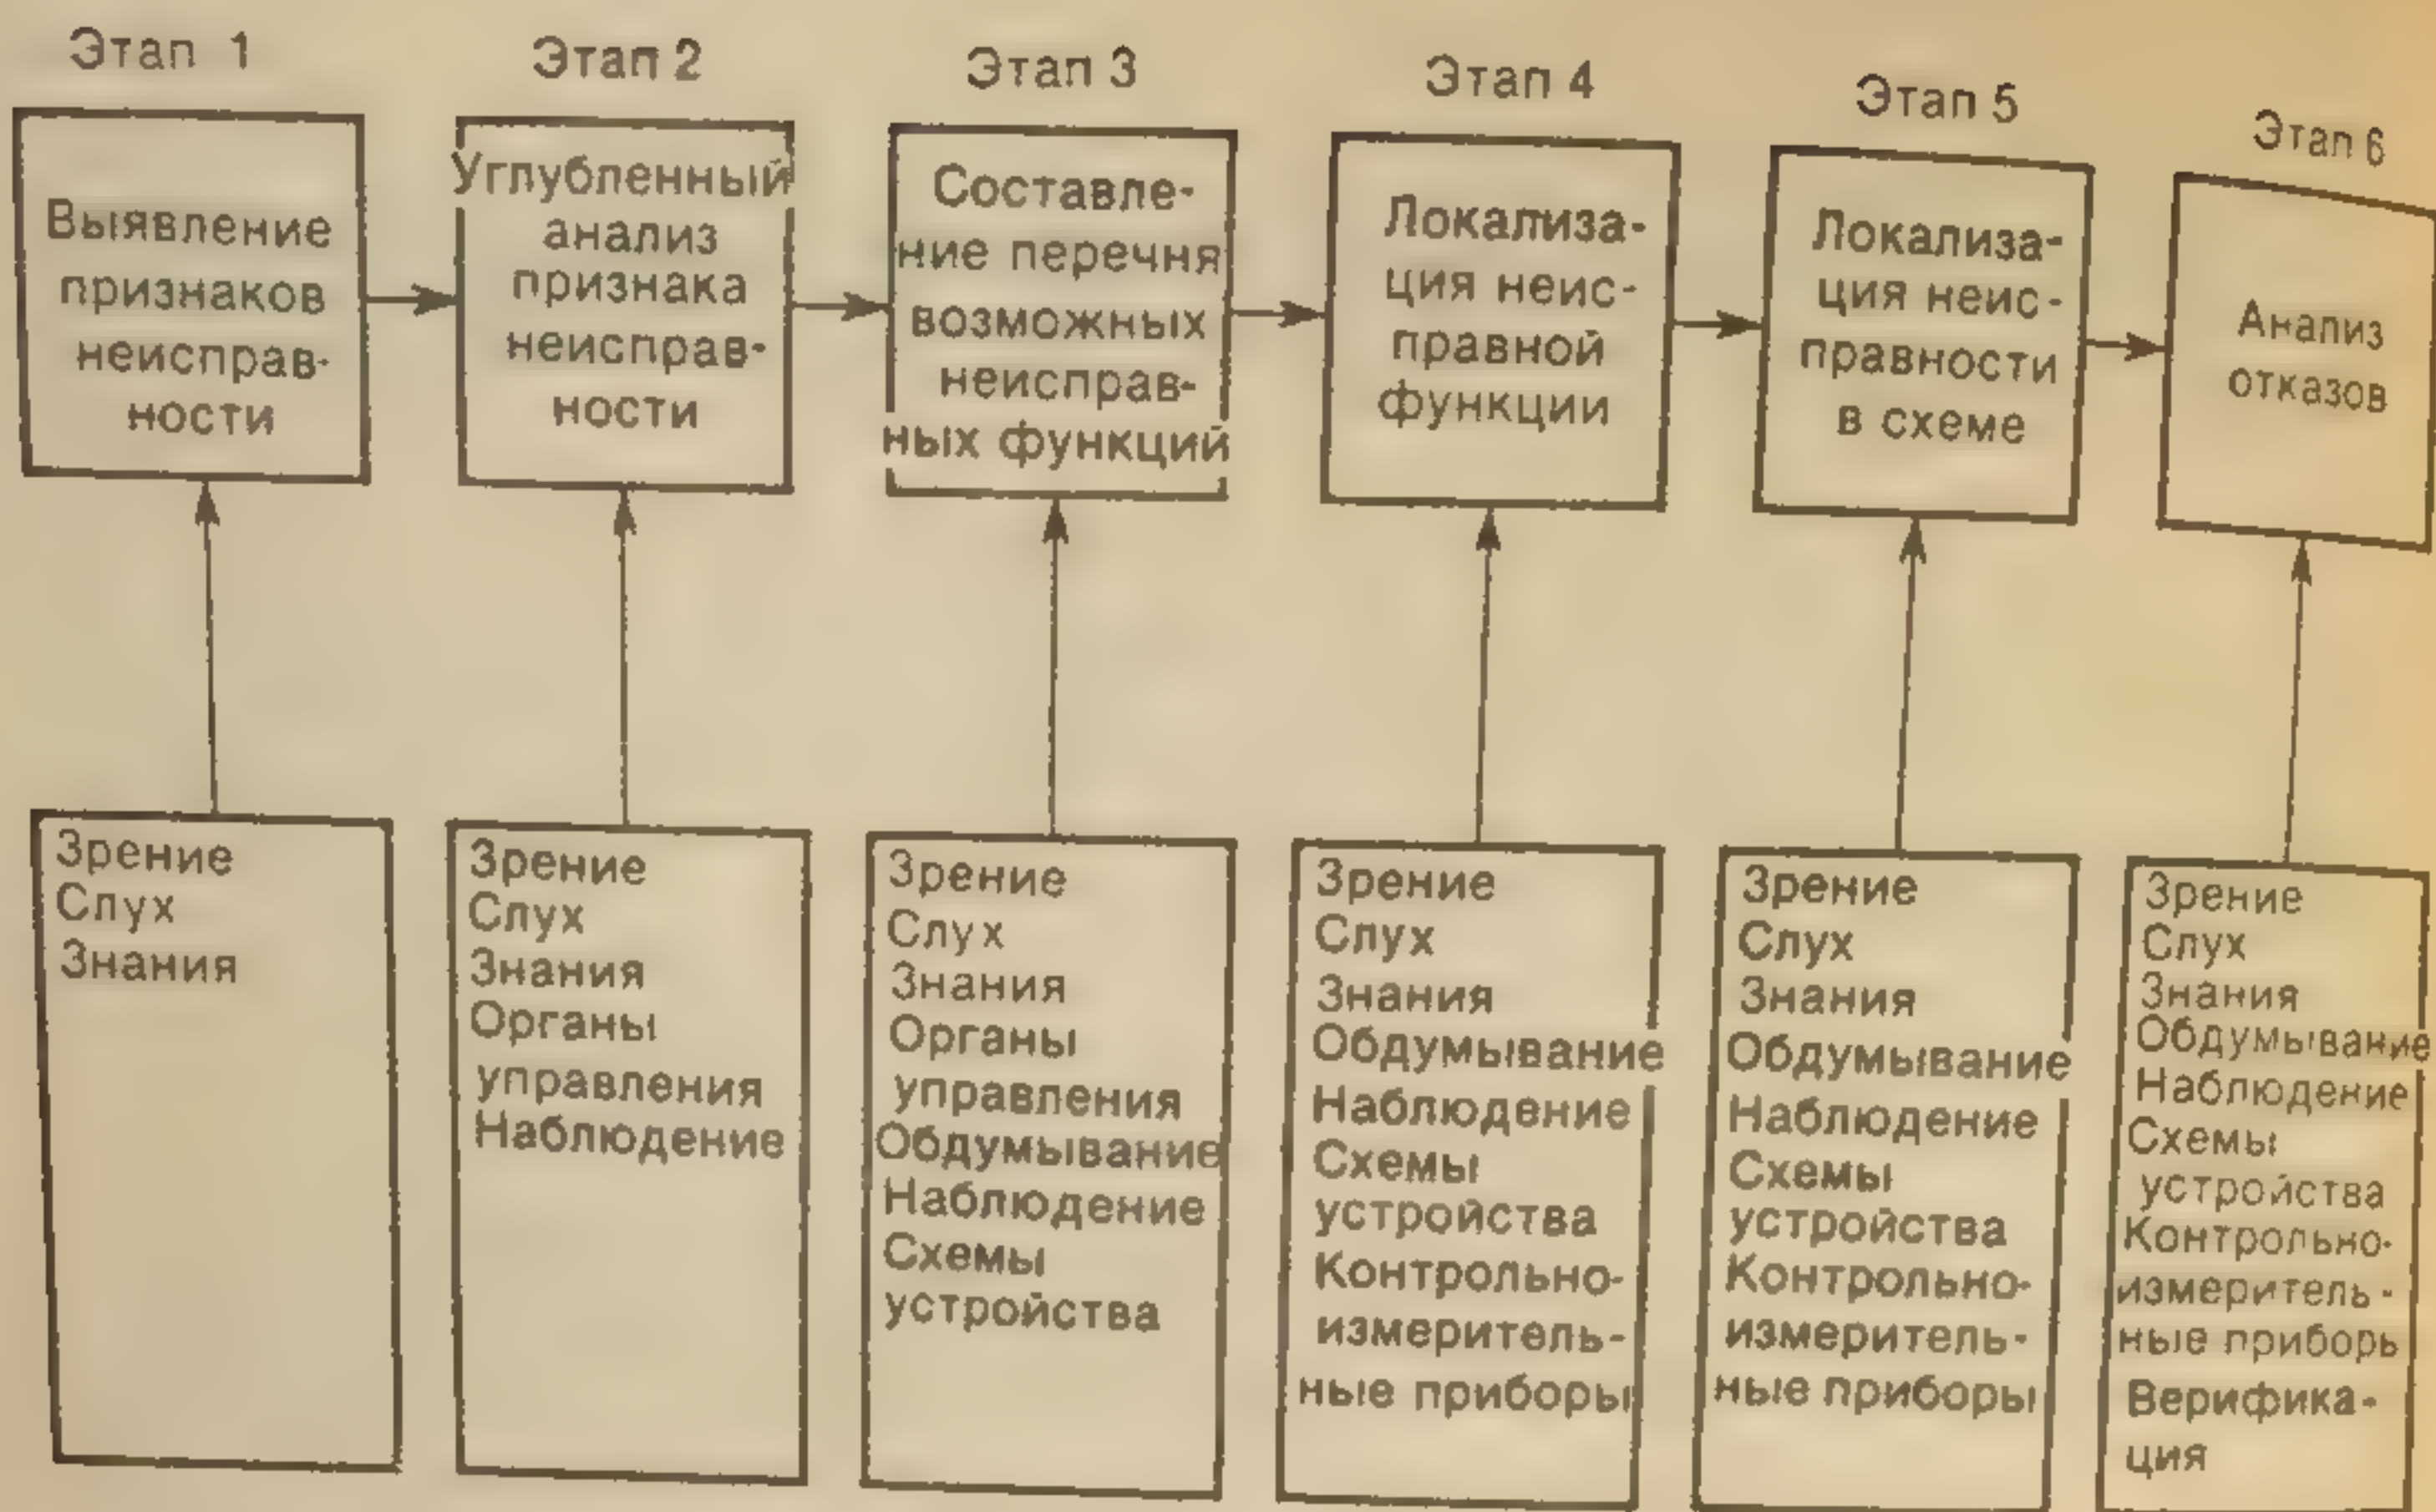 Этап 1
Выявление
признаков
неисправ-
ности
Этап 2
Углубленный
анализ
признака
неисправ-
ности
Этап 3
Составле-
ние перечня
возможных
неисправ-
ных функций
Этап 4
Локализа-
ция неис-
правной
функции
Этап 5
Локализа-
ция неис-
правности
в схеме
Этап 6
Анализ
отказов
Зрение
Слух
Знания
Зрение
Слух
Знания
Органы
управления
Наблюдение
Зрение
Слух
Знания
Органы
управления
Обдумывание
Наблюдение
Схемы
устройства
Зрение
Слух
Знания
Обдумывание
Наблюдение
Схемы
устройства
Контрольно-
измеритель-
ные приборы
Зрение
Слух
Знания
Обдумывание
Наблюдение
Схемы
устройства
Контрольно-
измеритель-
ные приборы
Зрение
Слух
Знания
Обдумывание
Наблюдение
Схемы
устройства
Контрольно-
измеритель-
ные приборы
Верифика-
ция